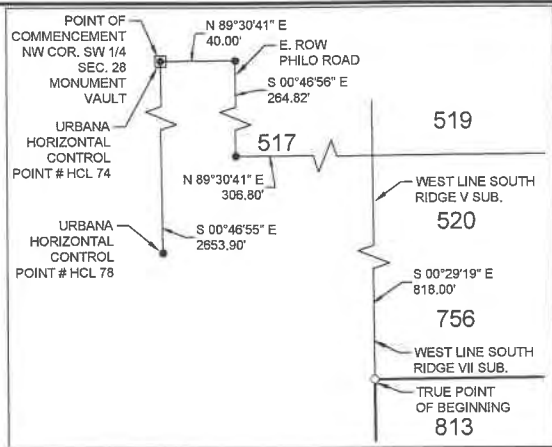 POINT OF
COMMENCEMENT
NW COR. SW 1/4
SEC. 28
MONUMENT
VAULT
N 89°30'41" E
40.00'
E. ROW
PHILO ROAD
S 00°46'56" E
264.82'
URBANA
HORIZONTAL
CONTROL
POINT # HCL 74
517
519
N 89°30'41" E
306.80'
WEST LINE SOUTH
RIDGE V SUB.
520
URBANA
HORIZONTAL
CONTROL
POINT # HCL 78
S 00°46'55" E
2653.90'
S 00°29'19" E
818.00'
756
WEST LINE SOUTH
RIDGE VII SUB.
TRUE POINT
OF BEGINNING
813